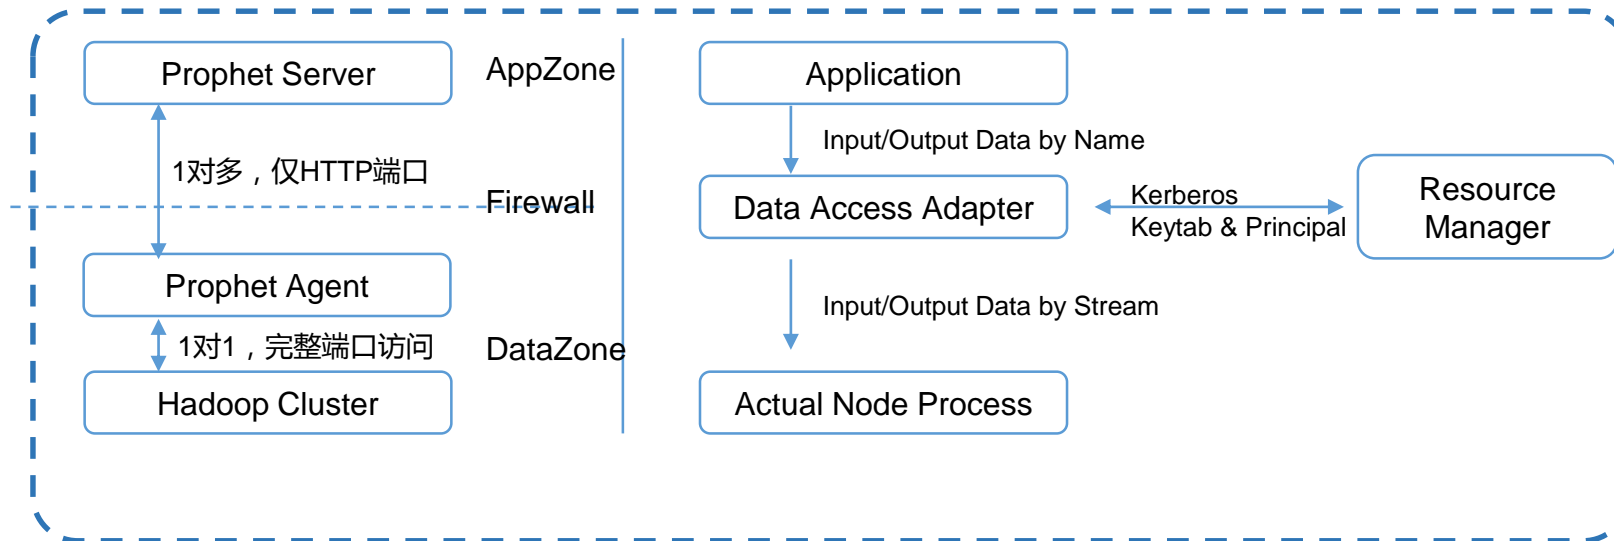 Prophet Server
AppZone
1对多，仅HTTP端口
Firewall
Prophet Agent
1对1，完整端口访问
DataZone
Hadoop Cluster
Application
Input/Output Data by Name
Data Access Adapter
Kerberos
Keytab & Principal
Resource
Manager
Input/Output Data by Stream
Actual Node Process